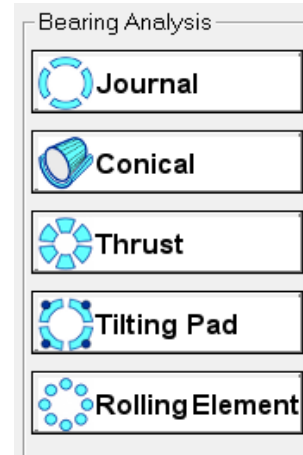 Bearing Analysis
Journal
Conical
Thrust
Tilting Pad
Rolling Element